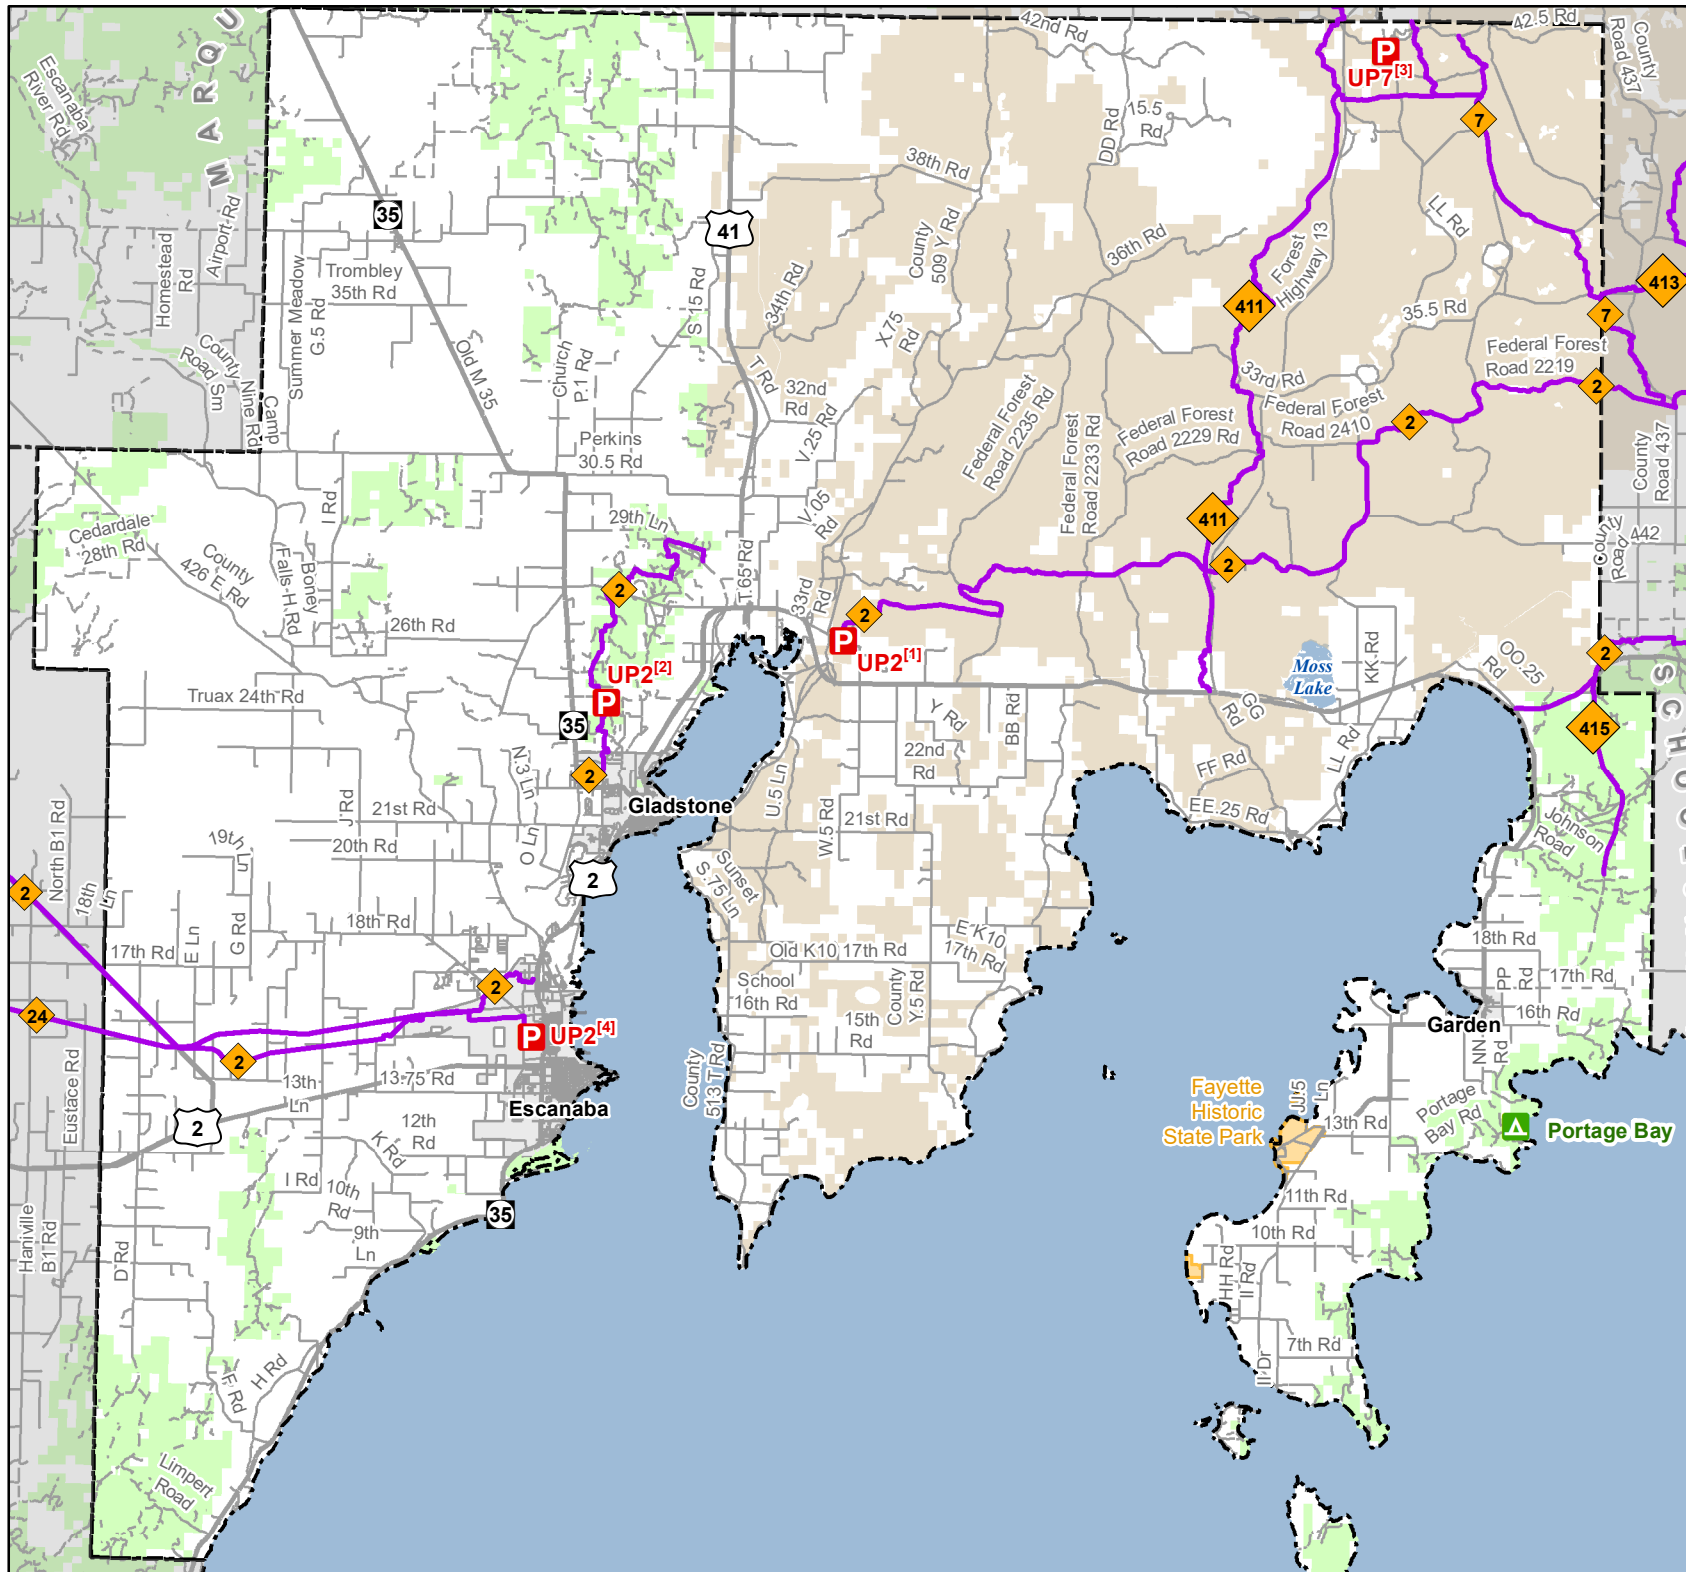 42nd Rd
42.5 Rd
County
Road 437
Escanaba
River Rd
MARQU
P
UP7[3]
7
DD Rd
15.5
Rd
38th Rd
35
41
Homestead
Rd
Airport Rd
Summer Meadow
G.5 Rd
Trombley
35th Rd
S 15 Rd
34th Rd
County
509 Y Rd
X.75
Rd
36th Rd
Forest
Highway 13
LL Rd
411
413
7
35.5 Rd
Federal Forest
Road 2219
2
County
Road 5m
Nine Rd
Camp
Old M 35
Church
P.1 Rd
T Rd
32nd
Rd
V.25 Rd
33rd Rd
Federal Forest
Road 2410
2
Federal Forest
Road 2235 Rd
Federal Forest
Road 2233 Rd
Federal Forest
Road 2229 Rd
Perkins
30.5 Rd
County
Road 437
I Rd
29th Ln
V.05
Rd
411
Cedardale
28th Rd
County
426 E Rd
Falls-H Rd
Boney
T.65 Rd
33rd
Rd
County
Road
442
2
2
2
26th Rd
P
UP2[1]
Moss
Lake
KK Rd
OO.25
Rd
2
SCHOOL
UP2[2]
P
Truax 24th Rd
35
N.3 Ln
Y Rd
22nd
Rd
BB Rd
GG
Rd
FF Rd
LL Rd
415
2
Gladstone
U.5 Ln
W.5 Rd
21st Rd
EE.25 Rd
Johnson
Road
North B1 Rd
J Rd
21st Rd
20th Rd
19th
Ln
O Ln
2
18th
Ln
2
Sunset
S.75 Ln
17th Rd
E Ln
G Rd
18th Rd
Old K10 17th Rd
E K10
17th Rd
18th Rd
PP
Rd
17th Rd
16th Rd
24
2
School
16th Rd
County
Y.5 Rd
15th
Rd
Garden
NN
Rd
P
UP2[4]
2
Eustace Rd
13th
Ln
13.75 Rd
County
513 T Rd
Fayette
Historic
State Park
JJ5
Ln
13th Rd
Portage
Bay Rd
Portage Bay
2
Escanaba
12th
Rd
K Rd
I Rd
10th
Rd
9th
Ln
35
11th Rd
10th Rd
HH Rd
II Rd
Haniville
B1 Rd
D Rd
7th Rd
II Dr
F Rd
H Rd
Limpert
Road